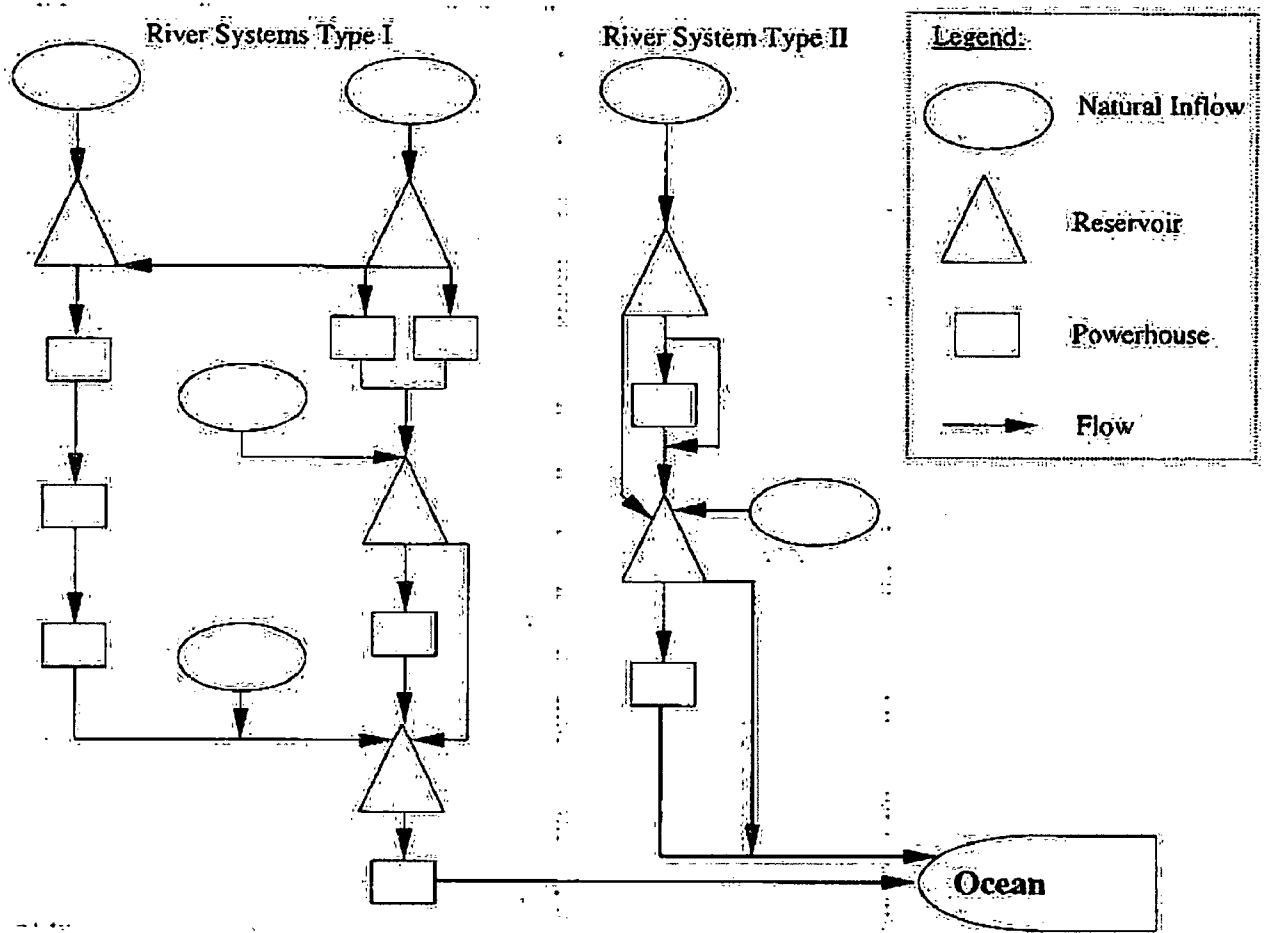 River Systems Type I
River System Type II
Legend:
Natural Inflow
Reservoir
Powerhouse
Flow
Ocean